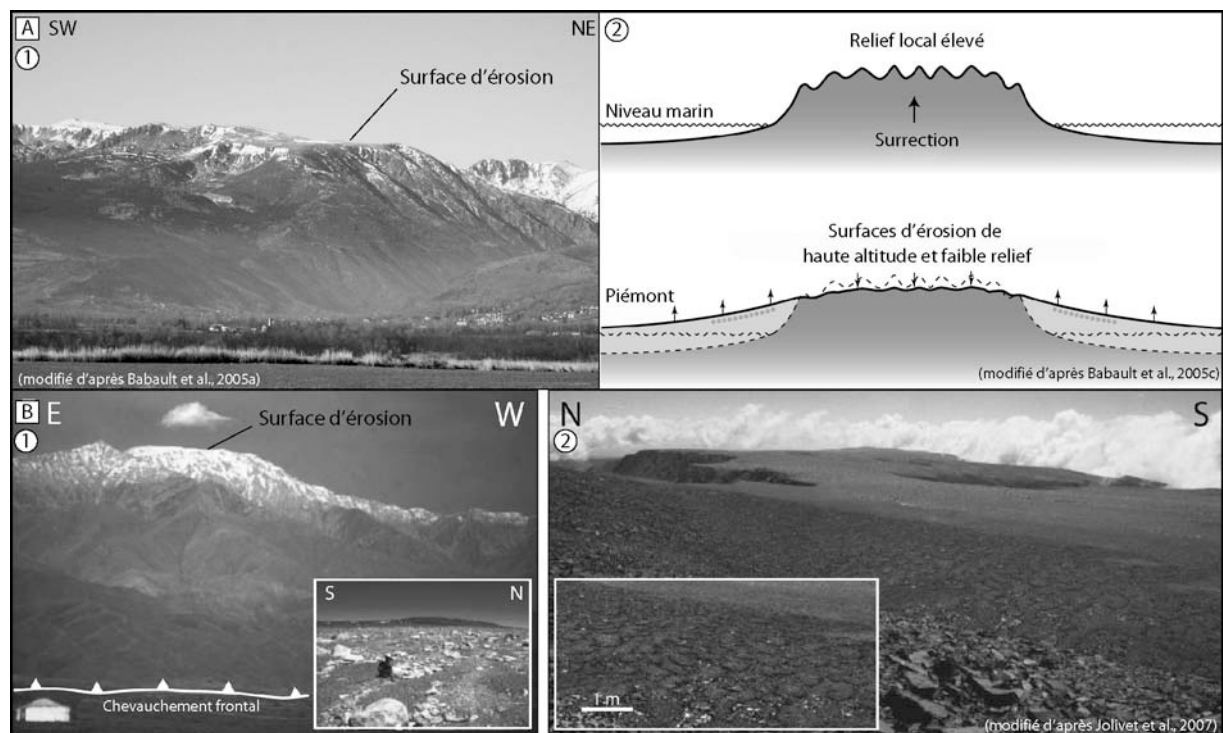 A SW NE
1
Surface d'érosion
(modifié d'après Babault et al., 2005a)
2
Relief local élevé
Niveau marin
Surrection
Surfaces d'érosion de
haute altitude et faible relief
Piémont
(modifié d'après Babault et al., 2005c)
B E W
1
Surface d'érosion
S N
Chevauchement frontal
N S
2
1 m
(modifié d'après Jolivet et al., 2007)